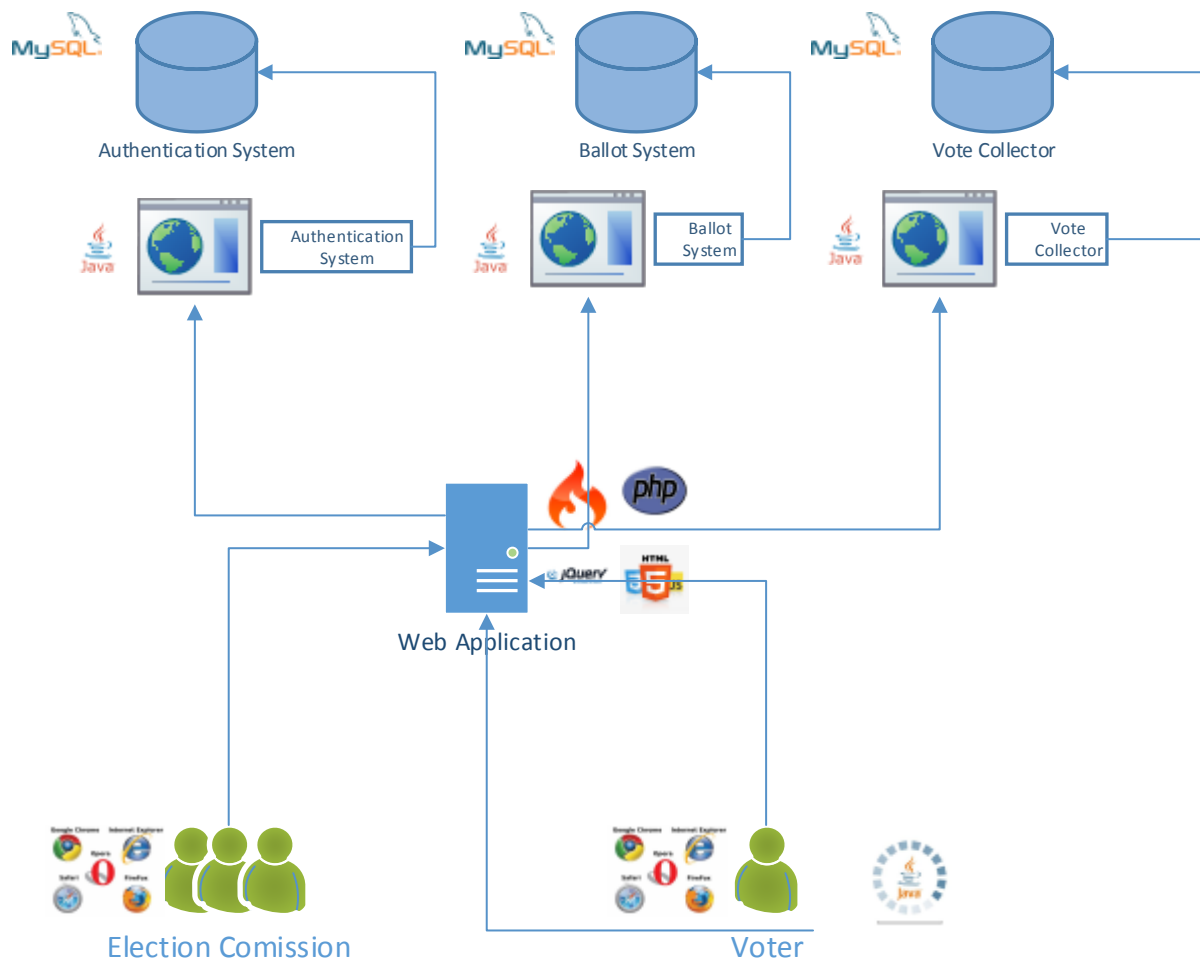 MySQL
MySQL
MySQL
Authentication System
Ballot System
Vote Collector
Java
Authentication
System
Java
Ballot
System
Java
Vote
Collector
php
jQuery
HTML
5
JS
Web Application
Google Chrome
Internet Explorer
Opera
Safari
FireFox
Google Chrome
Internet Explorer
Opera
Safari
FireFox
Java
Election Comission
Voter